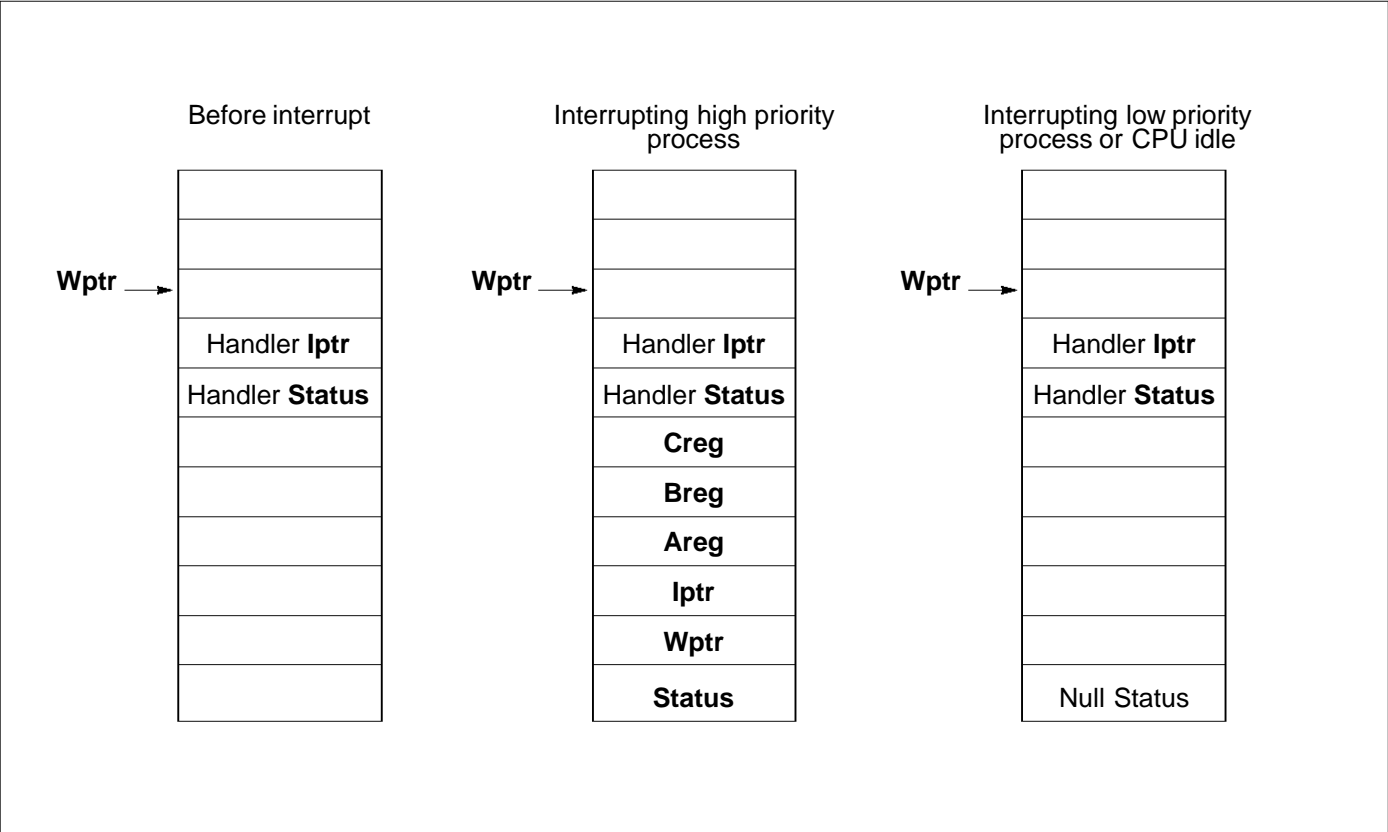 Before interrupt
Wptr
Handler Iptr
Handler Status
Interrupting high priority
process
Wptr
Handler Iptr
Handler Status
Creg
Breg
Areg
Iptr
Wptr
Status
Interrupting low priority
process or CPU idle
Wptr
Handler Iptr
Handler Status
Null Status